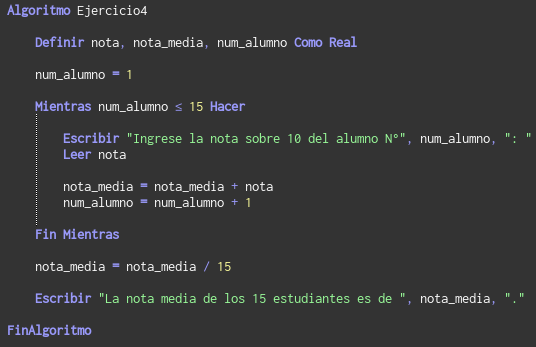 Algoritmo Ejercicio4
Definir nota, nota_media, num_alumno Como Real
num_alumno = 1
Mientras num_alumno ≤ 15 Hacer
Escribir "Ingrese la nota sobre 10 del alumno N°", num_alumno, ": "
Leer nota
nota_media = nota_media + nota
num_alumno = num_alumno + 1
Fin Mientras
nota_media = nota_media / 15
Escribir "La nota media de los 15 estudiantes es de ", nota_media, "."
FinAlgoritmo